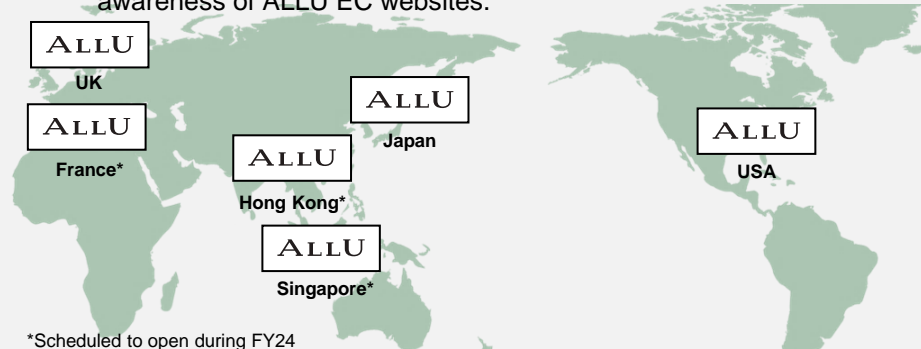 awareness of ALLU EC websites.
ALLU
UK
ALLU
Japan
ALLU
France*
ALLU
Hong Kong*
ALLU
USA
ALLU
Singapore*
*Scheduled to open during FY24